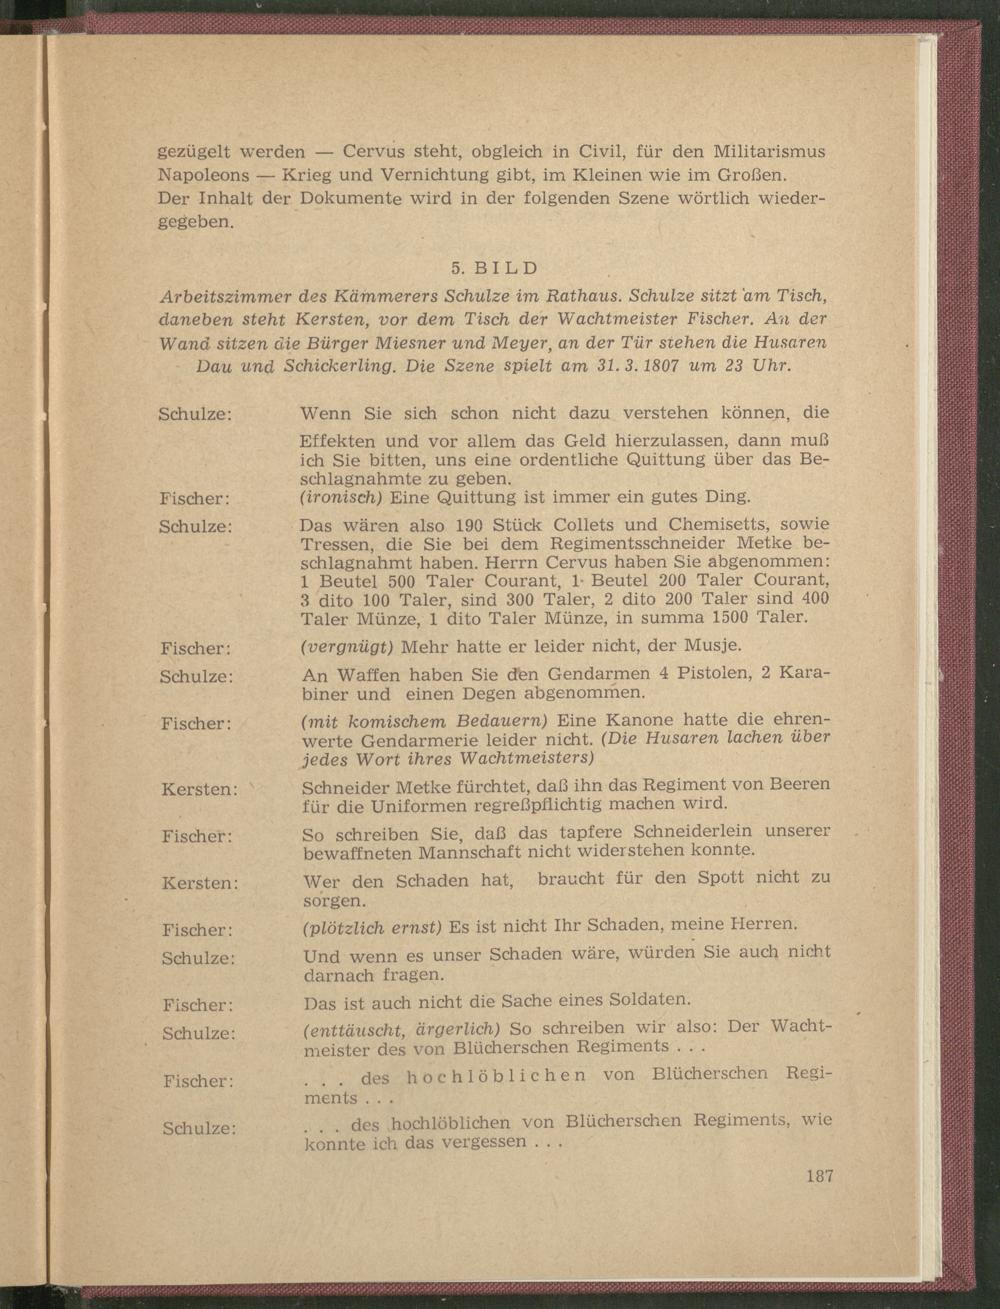 gezügelt werden — Cervus steht, obgleich in Civil, für den Militarismus
Napoleons — Krieg und Vernichtung gibt, im Kleinen wie im Großen.
Der Inhalt der Dokumente wird in der folgenden Szene wörtlich wieder-
gegeben.
5. BILD
Arbeitszimmer des Kämmerers Schulze im Rathaus. Schulze sitzt am Tisch,
daneben steht Kersten, vor dem Tisch der Wachtmeister Fischer. An der
Wand sitzen die Bürger Miesner und Meyer, an der Tür stehen die Husaren
Dau und Schickerling. Die Szene spielt am 31. 3. 1807 um 23 Uhr.
Schulze: Wenn Sie sich schon nicht dazu verstehen können, die
Effekten und vor allem das Geld hierzulassen, dann muß
ich Sie bitten, uns eine ordentliche Quittung über das Be-
schlagnahmte zu geben.
Fischer: (ironisch) Eine Quittung ist immer ein gutes Ding.
Schulze: Das wären also 190 Stück Collets und Chemisetts, sowie
Tressen, die Sie bei dem Regimentsschneider Metke be-
schlagnahmt haben. Herrn Cervus haben Sie abgenommen:
1 Beutel 500 Taler Courant, 1 Beutel 200 Taler Courant,
3 dito 100 Taler, sind 300 Taler, 2 dito 200 Taler sind 400
Taler Münze, 1 dito Taler Münze, in summa 1500 Taler.
Fischer: (vergnügt) Mehr hatte er leider nicht, der Musje.
Schulze: An Waffen haben Sie den Gendarmen 4 Pistolen, 2 Kara-
biner und einen Degen abgenommen.
Fischer: (mit komischem Bedauern) Eine Kanone hatte die ehren-
werte Gendarmerie leider nicht. (Die Husaren lachen über
jedes Wort ihres Wachtmeisters)
Kersten: Schneider Metke fürchtet, daß ihn das Regiment von Beeren
für die Uniformen regreßpflichtig machen wird.
Fischer: So schreiben Sie, daß das tapfere Schneiderlein unserer
bewaffneten Mannschaft nicht widerstehen konnte.
Kersten: Wer den Schaden hat, braucht für den Spott nicht zu
sorgen.
Fischer: (plötzlich ernst) Es ist nicht Ihr Schaden, meine Herren.
Schulze: Und wenn es unser Schaden wäre, würden Sie auch nicht
darnach fragen.
Fischer: Das ist auch nicht die Sache eines Soldaten.
Schulze: (enttäuscht, ärgerlich) So schreiben wir also: Der Wacht-
meister des von Blücherschen Regiments . . .
Fischer: . . . des hochlöblichen von Blücherschen Regi-
ments . . .
Schulze: . . . des hochlöblichen von Blücherschen Regiments, wie
konnte ich das vergessen . . .
187